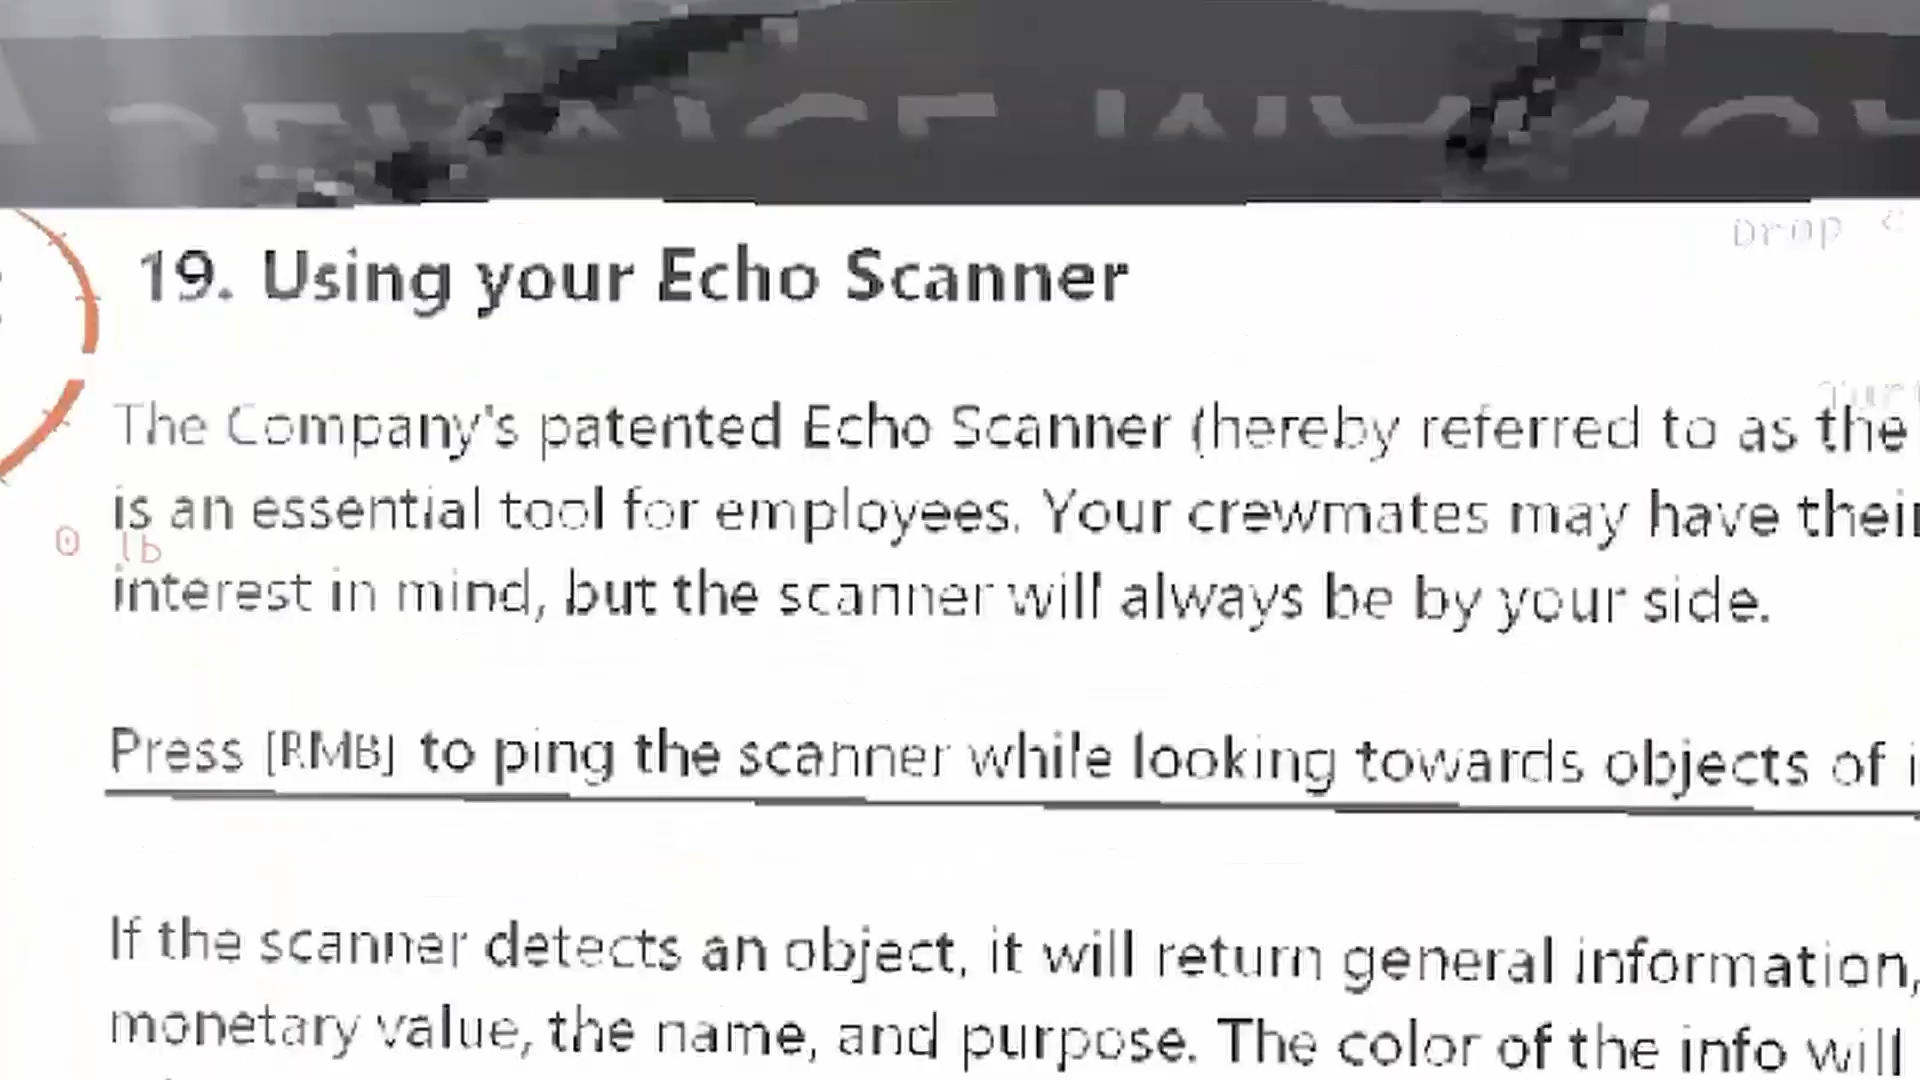 Drop
19. Using your Echo Scanner
The Company's patented Echo Scanner (hereby referred to as the
is an essential tool for employees. Your crewmates may have their
0 lb
interest in mind, but the scanner will always be by your side.
Press [RMB] to ping the scanner while looking towards objects of
If the scanner detects an object, it will return general information,
monetary value, the name, and purpose. The color of the info will